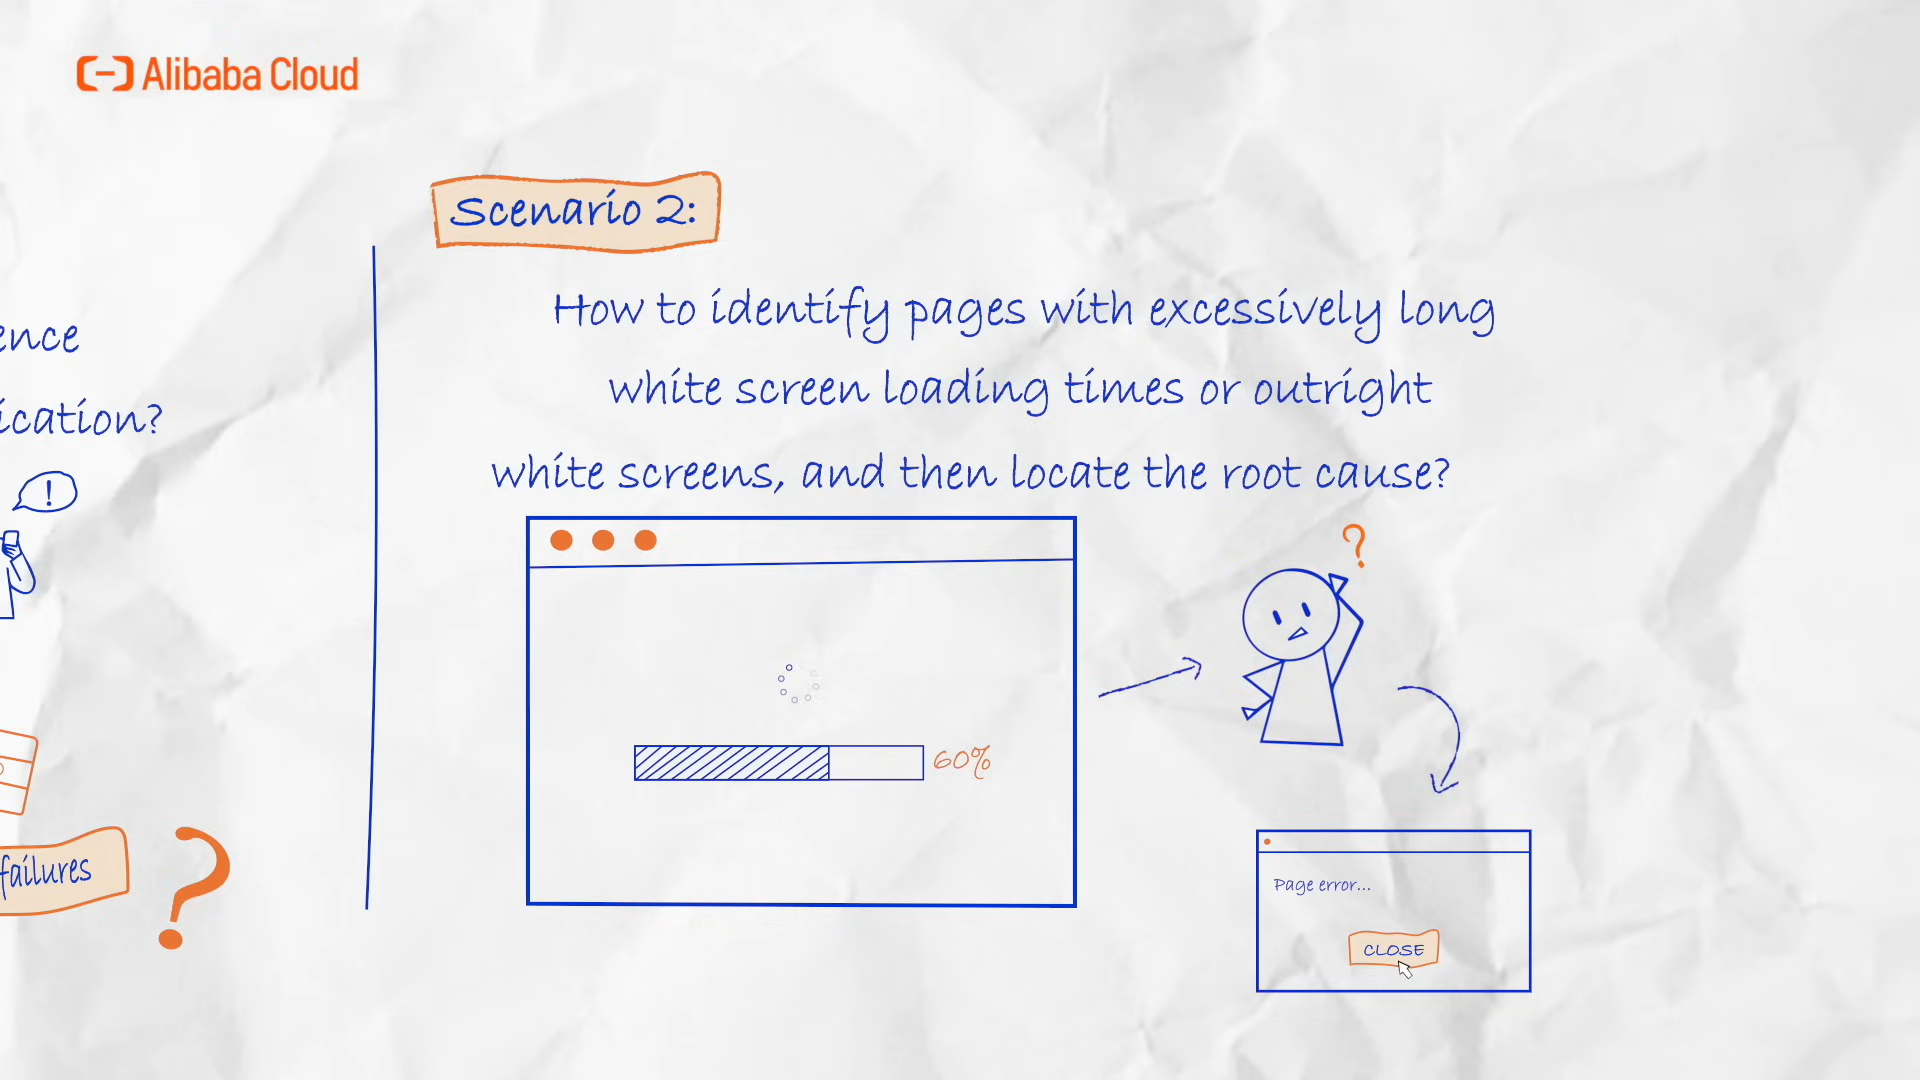 Alibaba Cloud
Scenario 2:
How to identify pages with excessively long
white screen loading times or outright
white screens, and then locate the root cause?
ence
ication?
!
failures
?
60%
?
Page error...
CLOSE